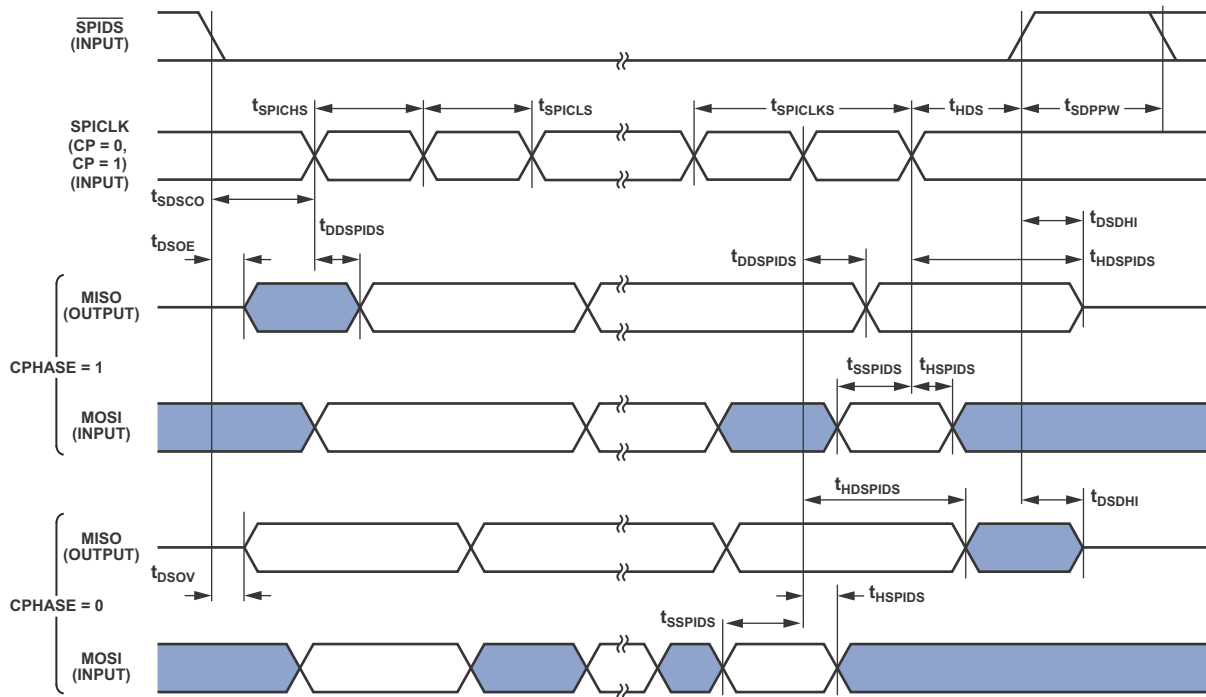 SPIDS
(INPUT)
tSPICHS
tSPICLS
tSPICLKS
tHDS
tSDPPW
SPICLK
(CP = 0,
CP = 1)
(INPUT)
tSDSCO
tDDSPIDS
tDSOE
tDSDHI
tDDSPIDS
tHDSPIDS
MISO
(OUTPUT)
CPHASE = 1
tSSPIDS
tHSPIDS
MOSI
(INPUT)
tHDSPIDS
tDSDHI
MISO
(OUTPUT)
tDSOV
CPHASE = 0
tHSPIDS
tSSPIDS
MOSI
(INPUT)